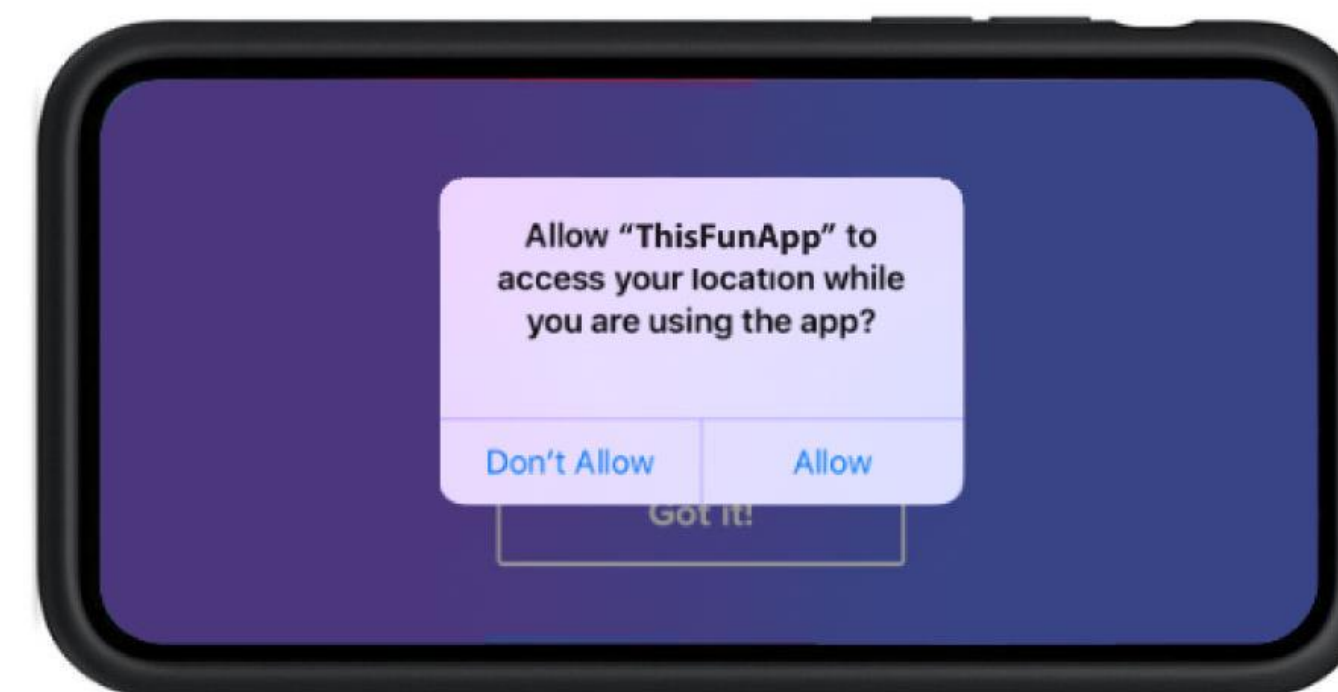 Allow “ThisFunApp” to
access your location while
you are using the app?
Don’t Allow
Allow
Got it!